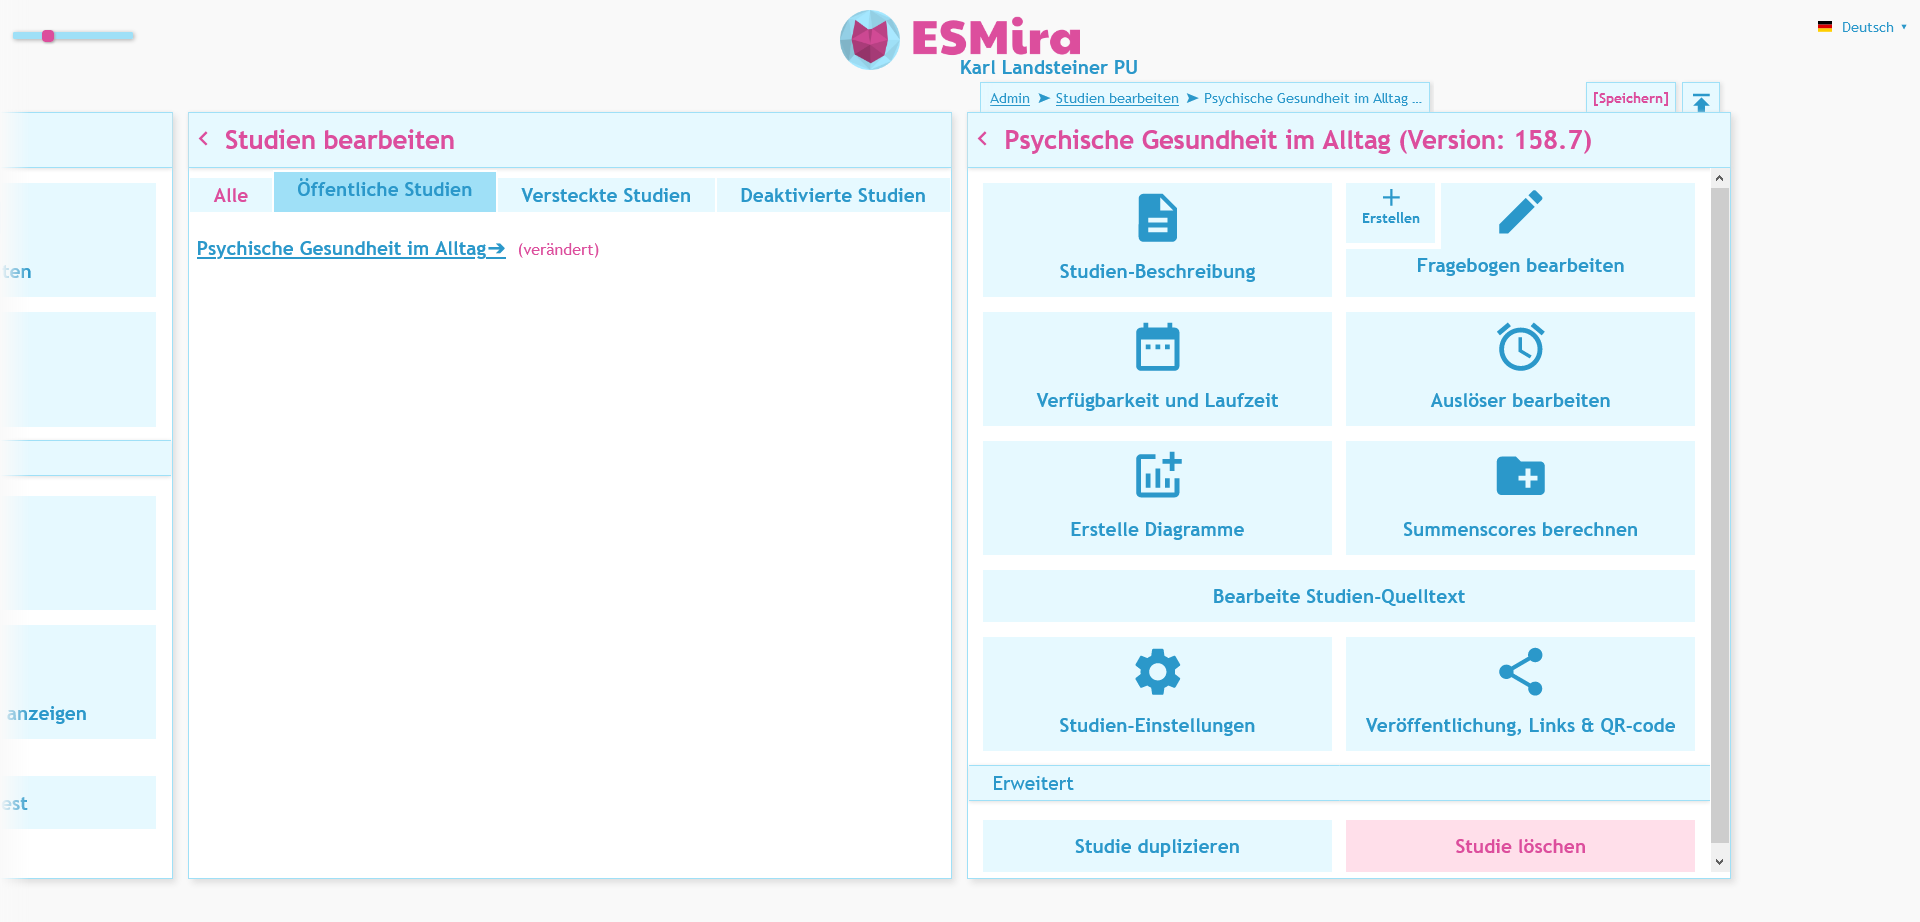 ESMira
Karl Landsteiner PU
Deutsch
Admin Studien bearbeiten Psychische Gesundheit im Alltag ...
[Speichern]
Studien bearbeiten
Alle
Öffentliche Studien
Versteckte Studien
Deaktivierte Studien
Psychische Gesundheit im Alltag➔ (verändert)
anzeigen
Psychische Gesundheit im Alltag (Version: 158.7)
Studien-Beschreibung
Erstellen
Fragebogen bearbeiten
Verfügbarkeit und Laufzeit
Auslöser bearbeiten
Erstelle Diagramme
Summenscores berechnen
Bearbeite Studien-Quelltext
Studien-Einstellungen
Veröffentlichung, Links & QR-code
Erweitert
Studie duplizieren
Studie löschen